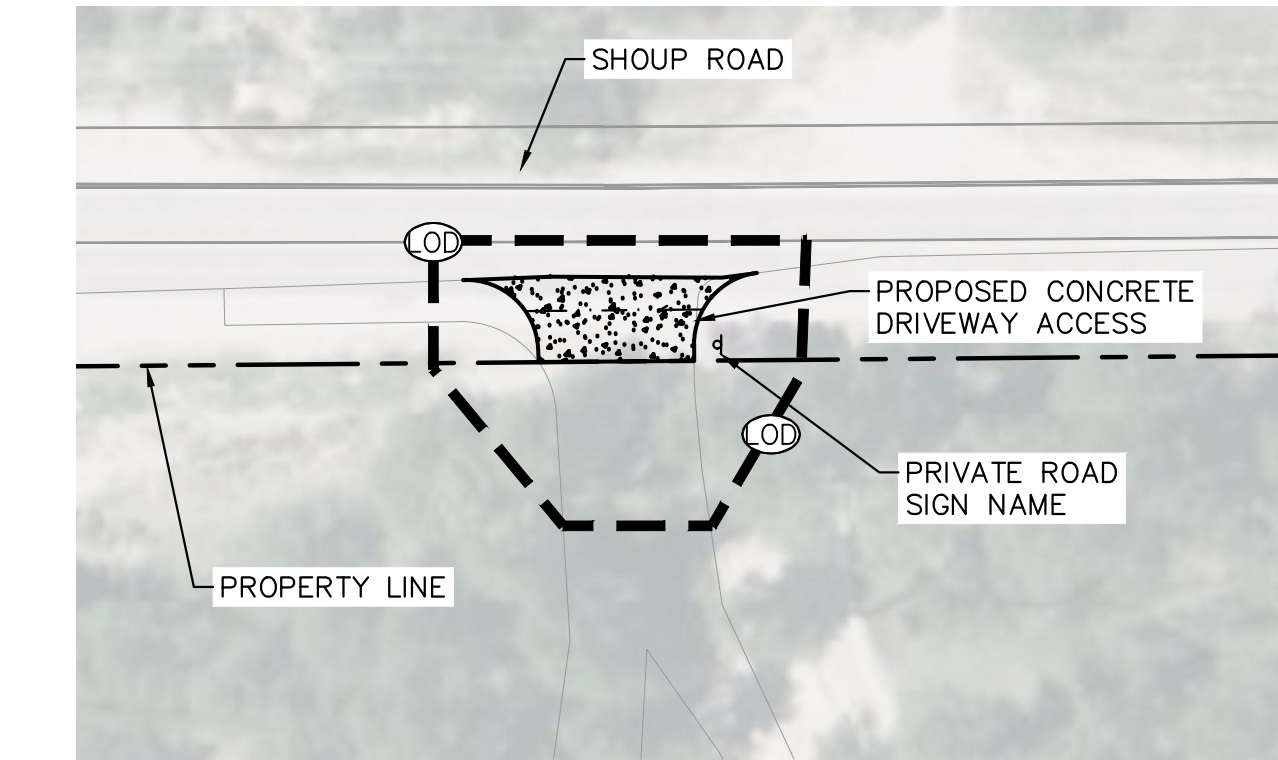 SHOUP ROAD
LOD
PROPOSED CONCRETE
DRIVEWAY ACCESS
LOD
PRIVATE ROAD
SIGN NAME
PROPERTY LINE